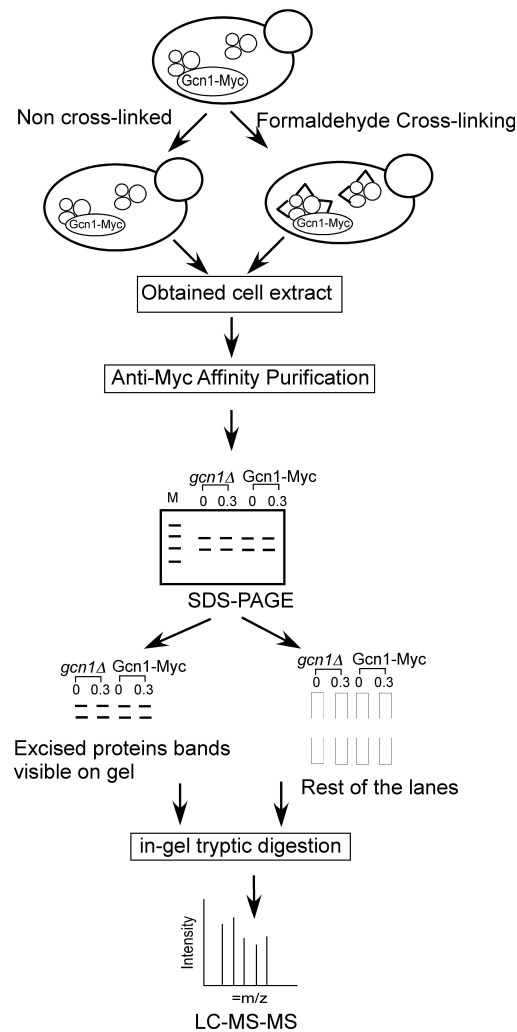 Gcn1-Myc
Non cross-linked
Formaldehyde Cross-linking
Gcn1-Myc
Gcn1-Myc
Obtained cell extract
Anti-Myc Affinity Purification
gcn1Δ Gcn1-Myc
M 0 0.3 0 0.3
SDS-PAGE
gcn1Δ Gcn1-Myc
0 0.3 0 0.3
Excised proteins bands
visible on gel
gcn1Δ Gcn1-Myc
0 0.3 0 0.3
Rest of the lanes
in-gel tryptic digestion
Intensity
=m/z
LC-MS-MS